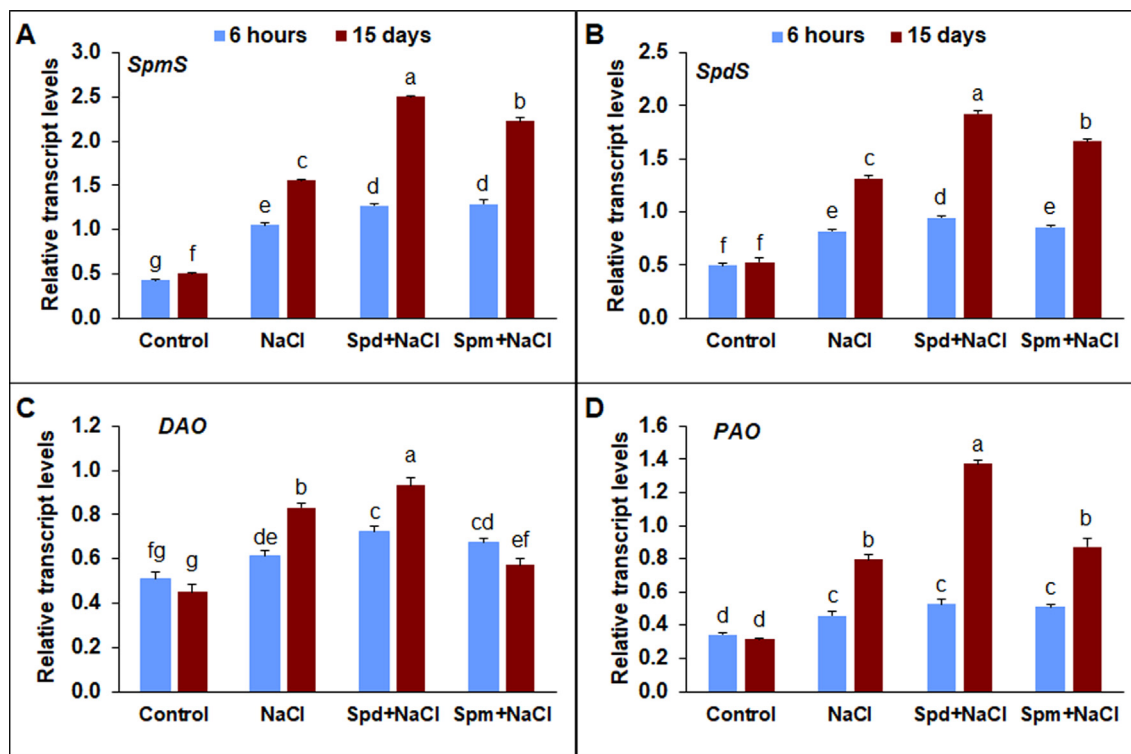 A
6 hours 15 days
SpmS
Relative transcript levels
3.0
2.5
2.0
1.5
1.0
0.5
0.0
g f e c d a d b
Control NaCl Spd+NaCl Spm+NaCl
B
6 hours 15 days
SpdS
Relative transcript levels
2.5
2.0
1.5
1.0
0.5
0.0
f f e c d a e b
Control NaCl Spd+NaCl Spm+NaCl
C
DAO
Relative transcript levels
1.2
1.0
0.8
0.6
0.4
0.2
0.0
fg g de b c a cd ef
Control NaCl Spd+NaCl Spm+NaCl
D
PAO
Relative transcript levels
1.6
1.4
1.2
1.0
0.8
0.6
0.4
0.2
0.0
d d c b c a c b
Control NaCl Spd+NaCl Spm+NaCl